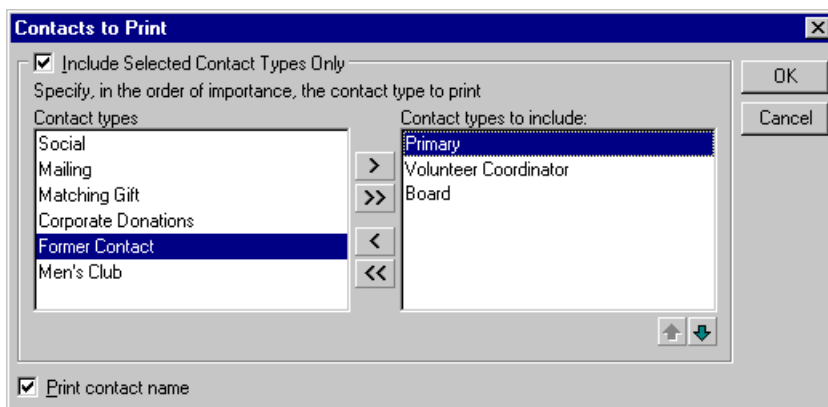 Contacts to Print
Include Selected Contact Types Only
Specify, in the order of importance, the contact type to print
Contact types
Social
Mailing
Matching Gift
Corporate Donations
Former Contact
Men's Club
>
>>
<
<<
Contact types to include:
Primary
Volunteer Coordinator
Board
OK
Cancel
Print contact name